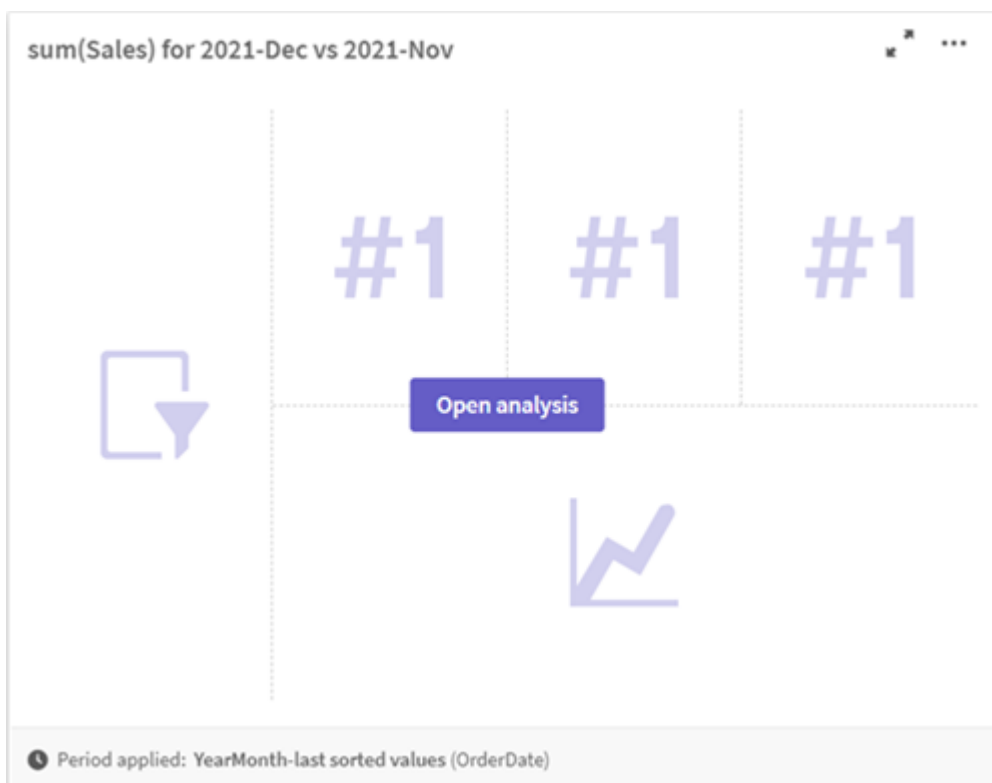 sum(Sales) for 2021-Dec vs 2021-Nov
#1 #1 #1
Open analysis
Period applied: YearMonth-last sorted values (OrderDate)